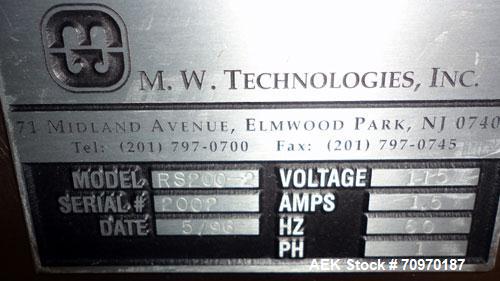 M. W. TECHNOLOGIES, INC.
71 MIDLAND AVENUE, ELMWOOD PARK, NJ 0740
Tel: (201) 797-0700 Fax: (201) 797-0745
MODEL RS200-2 VOLTAGE 115
SERIAL# 2002 AMPS 1.5
DATE 5/96 HZ 60
PH 1
AEK Stock # 70970187